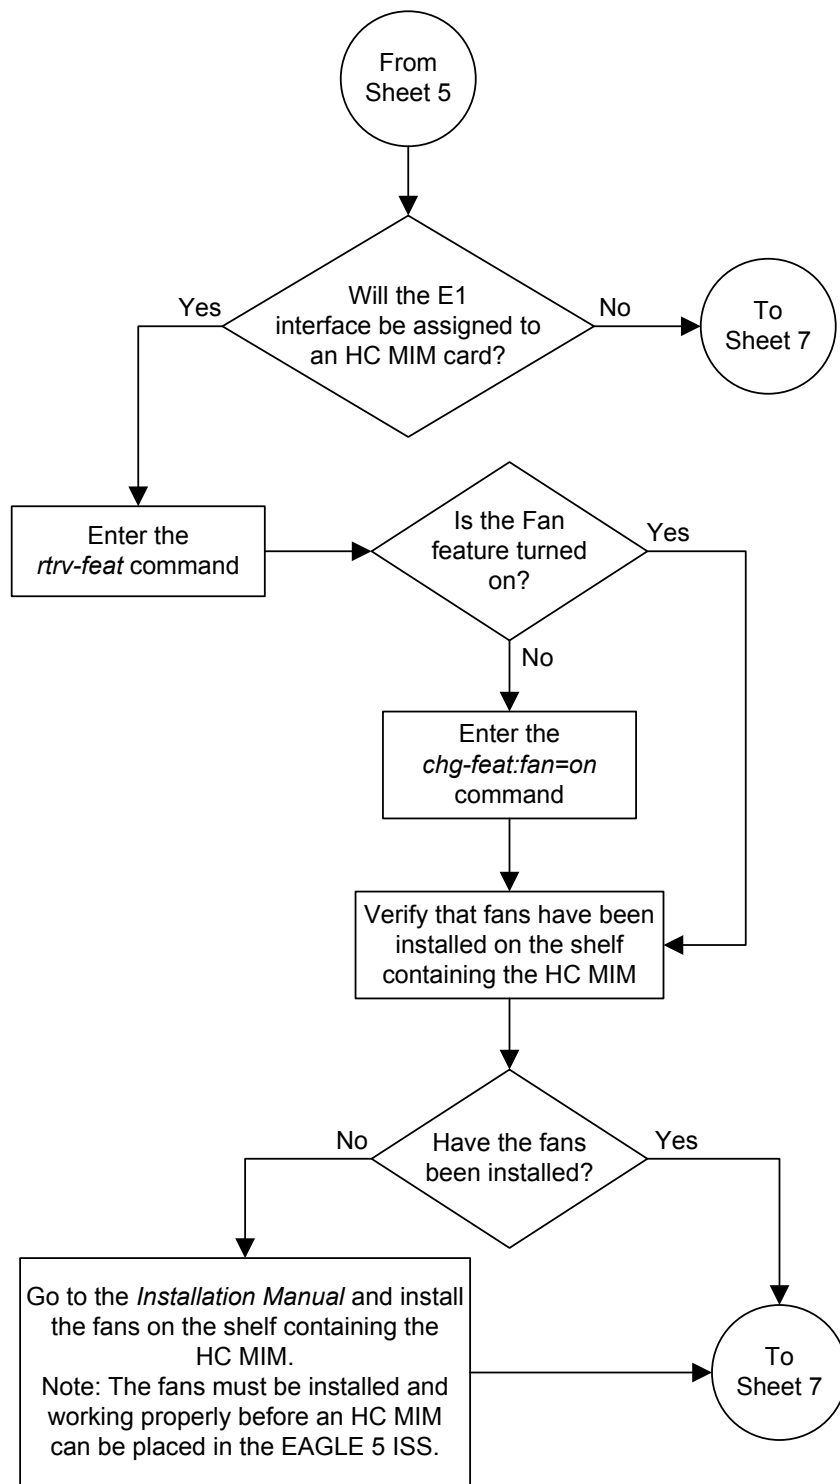 From
Sheet 5
Will the E1
interface be assigned to
an HC MIM card?
Yes
No
To
Sheet 7
Enter the
rtrv-feat command
Is the Fan
feature turned
on?
Yes
No
Enter the
chg-feat:fan=on
command
Verify that fans have been
installed on the shelf
containing the HC MIM
Have the fans
been installed?
No
Yes
Go to the Installation Manual and install
the fans on the shelf containing the
HC MIM.
Note: The fans must be installed and
working properly before an HC MIM
can be placed in the EAGLE 5 ISS.
To
Sheet 7